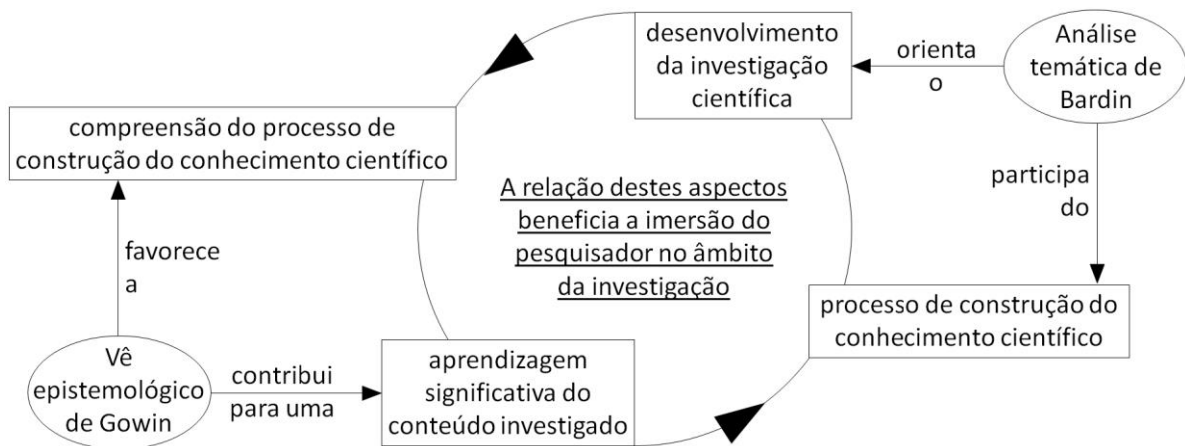 desenvolvimento
da investigação
científica
orienta
o
Análise
temática de
Bardin
compreensão do processo de
construção do conhecimento científico
participa
do
A relação destes aspectos
beneficia a imersão do
pesquisador no âmbito
da investigação
favorece
a
processo de construção do
conhecimento científico
Vê
epistemológico
de Gowin
contribui
para uma
aprendizagem
significativa do
conteúdo investigado